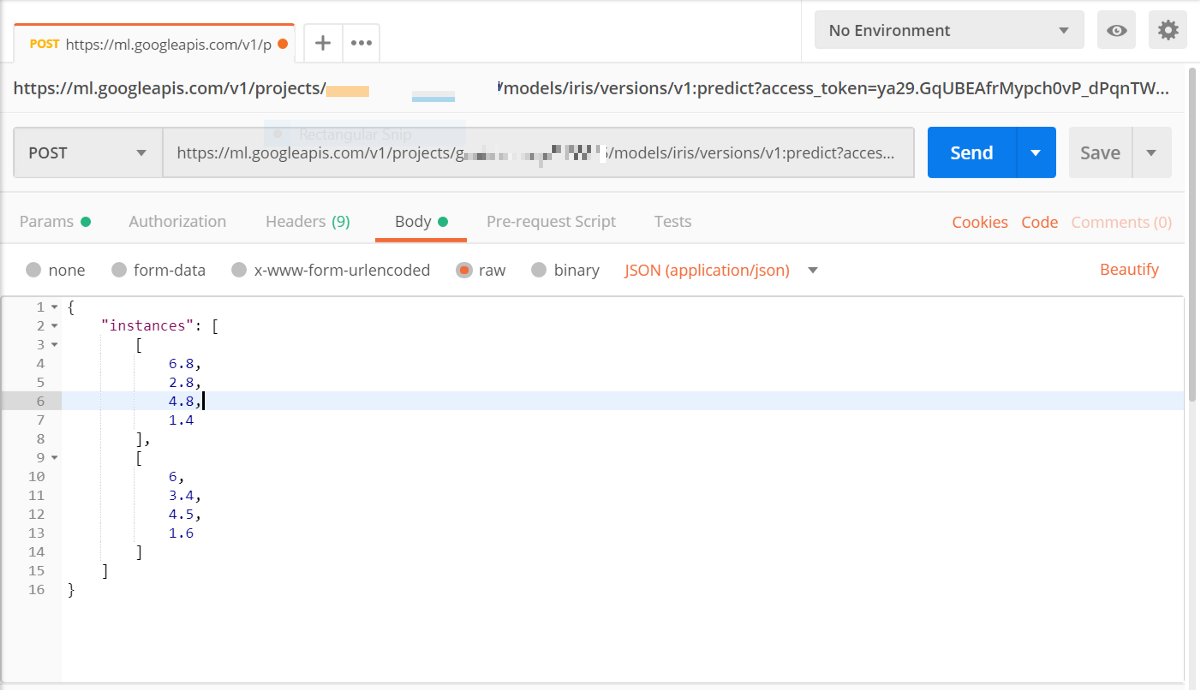 POST https://ml.googleapis.com/v1/p
No Environment
https://ml.googleapis.com/v1/projects/ /models/iris/versions/v1:predict?access_token=ya29.GqUBEAfrMypch0vP_dPqnTW...
Rectangular Snip
POST https://ml.googleapis.com/v1/projects/g /models/iris/versions/v1:predict?acces... Send Save
Params Authorization Headers (9) Body Pre-request Script Tests Cookies Code Comments (0)
none form-data x-www-form-urlencoded raw binary JSON (application/json) Beautify
1 {
2 "instances": [
3 [
4 6.8,
5 2.8,
6 4.8,
7 1.4
8 ],
9 [
10 6,
11 3.4,
12 4.5,
13 1.6
14 ]
15 ]
16 }